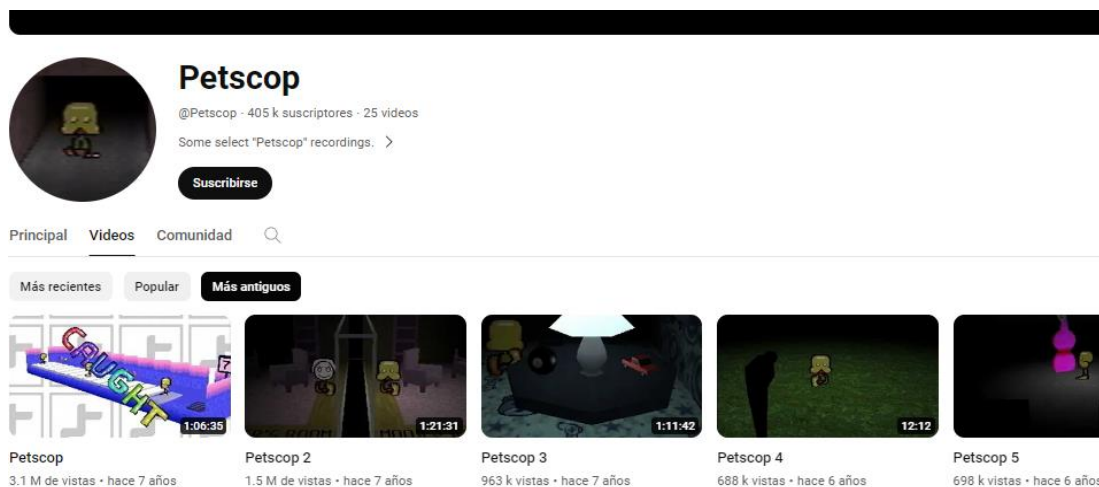 Petscop
@Petscop · 405 k suscriptores · 25 videos
Some select "Petscop" recordings.
Suscribirse
Principal Videos Comunidad
Más recientes Popular Más antiguos
CAUGHT 7
1:06:35 1:21:31 1:11:42 12:12
Petscop Petscop 2 Petscop 3 Petscop 4 Petscop 5
3.1 M de vistas • hace 7 años 1.5 M de vistas • hace 7 años 963 k vistas • hace 7 años 688 k vistas • hace 6 años 698 k vistas • hace 6 años